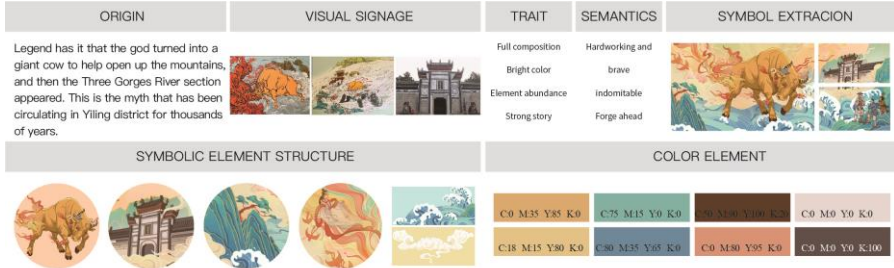 ORIGIN
VISUAL SIGNAGE
TRAIT
SEMANTICS
SYMBOL EXTRACION
Legend has it that the god turned into a
giant cow to help open up the mountains,
and then the Three Gorges River section
appeared. This is the myth that has been
circulating in Yiling district for thousands
of years.
Full composition
Bright color
Element abundance
Strong story
Hardworking and
brave
indomitable
Forge ahead
SYMBOLIC ELEMENT STRUCTURE
COLOR ELEMENT
C:0 M:35 Y:85 K:0
C:75 M:15 Y:0 K:0
C:50 M:90 Y:100 K:20
C:0 M:0 Y:0 K:0
C:18 M:15 Y:80 K:0
C:80 M:35 Y:65 K:0
C:0 M:80 Y:95 K:0
C:0 M:0 Y:0 K:100